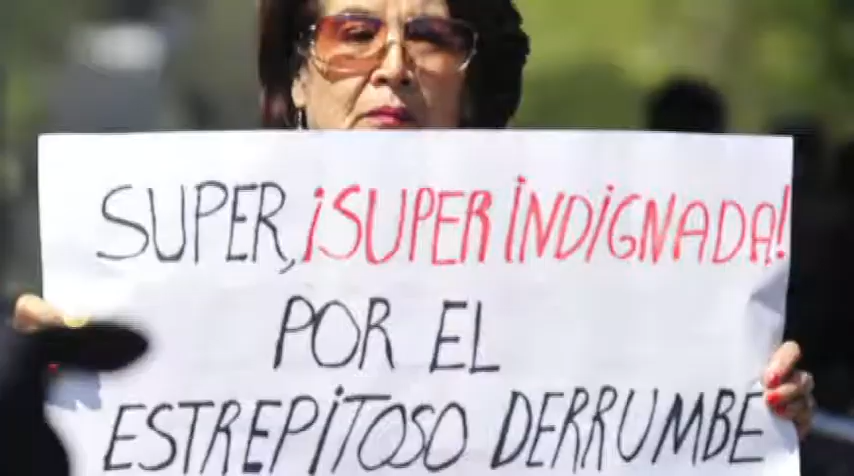 SUPER, ¡SUPER INDIGNADA!
POR EL
ESTREPITOSO DERRUMBE